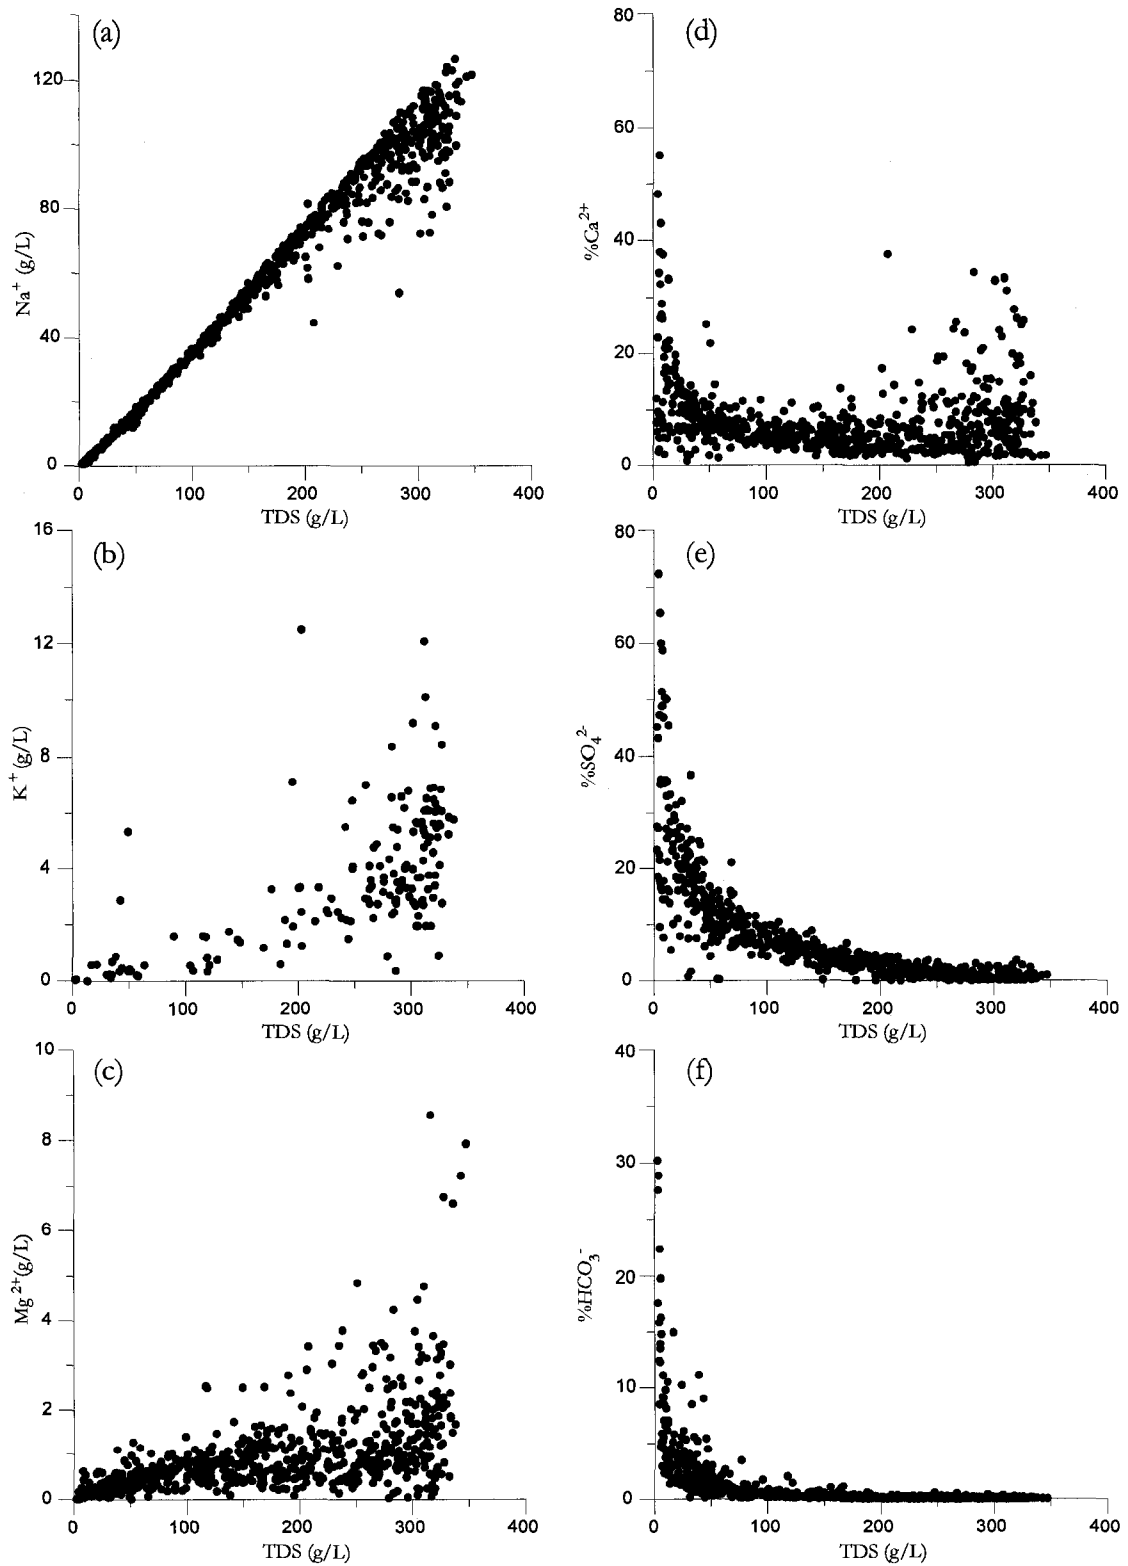 (a)
120
80
40
0
Na+ (g/L)
0 100 200 300 400
TDS (g/L)
(b)
16
12
8
4
0
K+ (g/L)
0 100 200 300 400
TDS (g/L)
(c)
10
8
6
4
2
0
Mg2+(g/L)
0 100 200 300 400
TDS (g/L)
(d)
80
60
40
20
0
%Ca2+
0 100 200 300 400
TDS (g/L)
(e)
80
60
40
20
0
%SO42-
0 100 200 300 400
TDS (g/L)
(f)
40
30
20
10
0
%HCO3-
0 100 200 300 400
TDS (g/L)